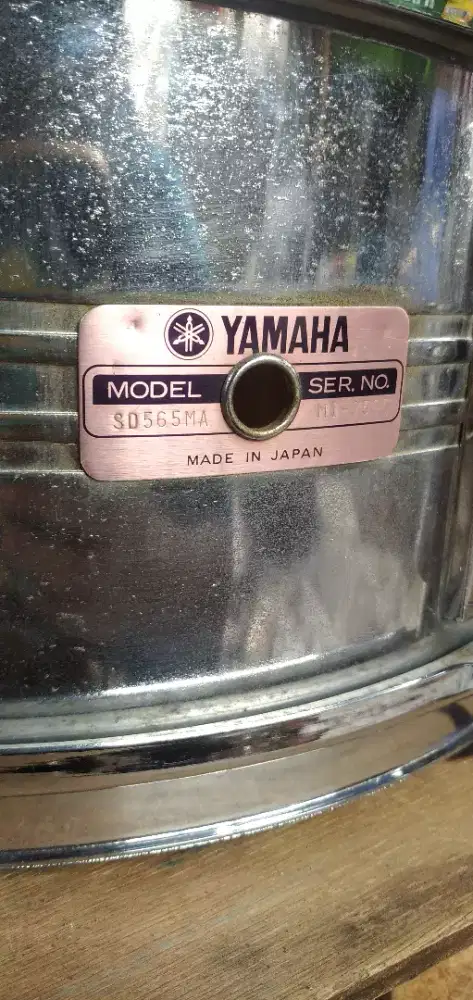 YAMAHA
MODEL SER. NO.
SD565MA
MADE IN JAPAN